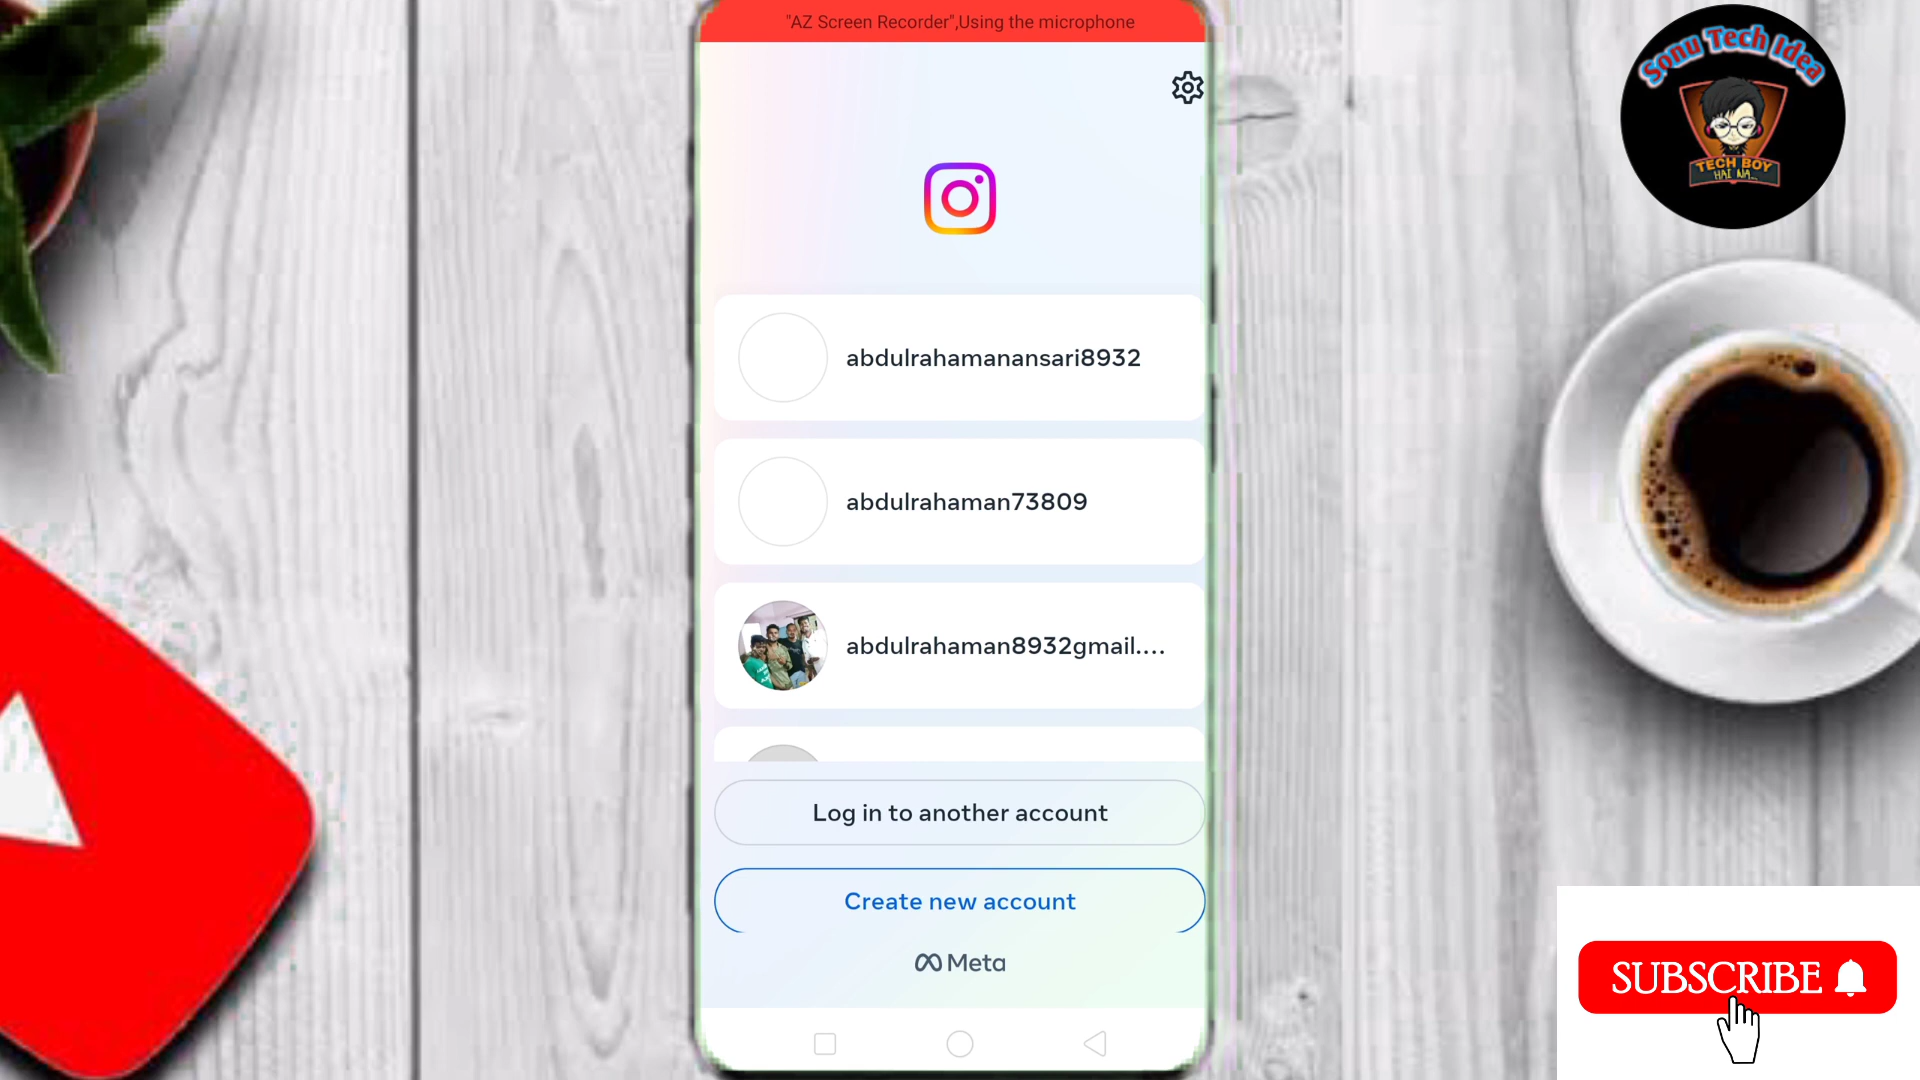 "AZ Screen Recorder",Using the microphone
Sonu Tech Idea
TECH BOY
HAI NA...
abdulrahamanansari8932
abdulrahaman73809
abdulrahaman8932gmail....
Log in to another account
Create new account
Meta
SUBSCRIBE